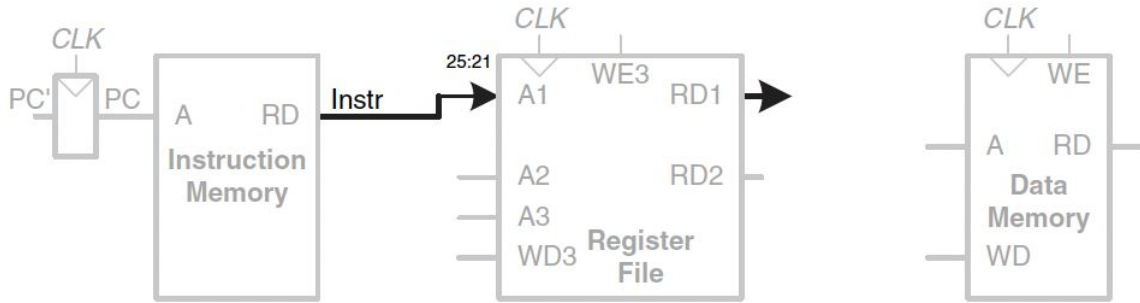 CLK
PC'
PC
A
RD
Instruction
Memory
Instr
25:21
CLK
WE3
A1
RD1
A2
RD2
A3
WD3
Register
File
CLK
WE
A
RD
Data
Memory
WD